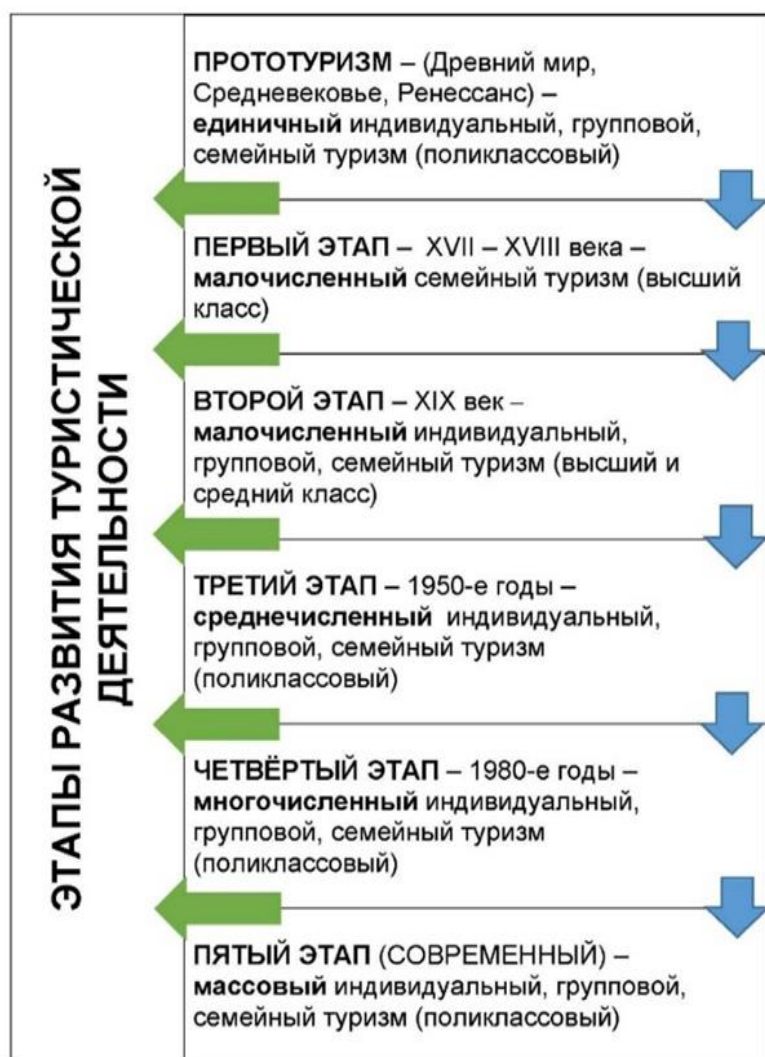 ЭТАПЫ РАЗВИТИЯ ТУРИСТИЧЕСКОЙ
ДЕЯТЕЛЬНОСТИ
ПРОТОТУРИЗМ – (Древний мир,
Средневековье, Ренессанс) –
единичный индивидуальный, групповой,
семейный туризм (поликлассовый)
ПЕРВЫЙ ЭТАП – XVII – XVIII века –
малочисленный семейный туризм (высший
класс)
ВТОРОЙ ЭТАП – XIX век –
малочисленный индивидуальный,
групповой, семейный туризм (высший и
средний класс)
ТРЕТИЙ ЭТАП – 1950-е годы –
среднечисленный индивидуальный,
групповой, семейный туризм
(поликлассовый)
ЧЕТВЁРТЫЙ ЭТАП – 1980-е годы –
многочисленный индивидуальный,
групповой, семейный туризм
(поликлассовый)
ПЯТЫЙ ЭТАП (СОВРЕМЕННЫЙ) –
массовый индивидуальный, групповой,
семейный туризм (поликлассовый)